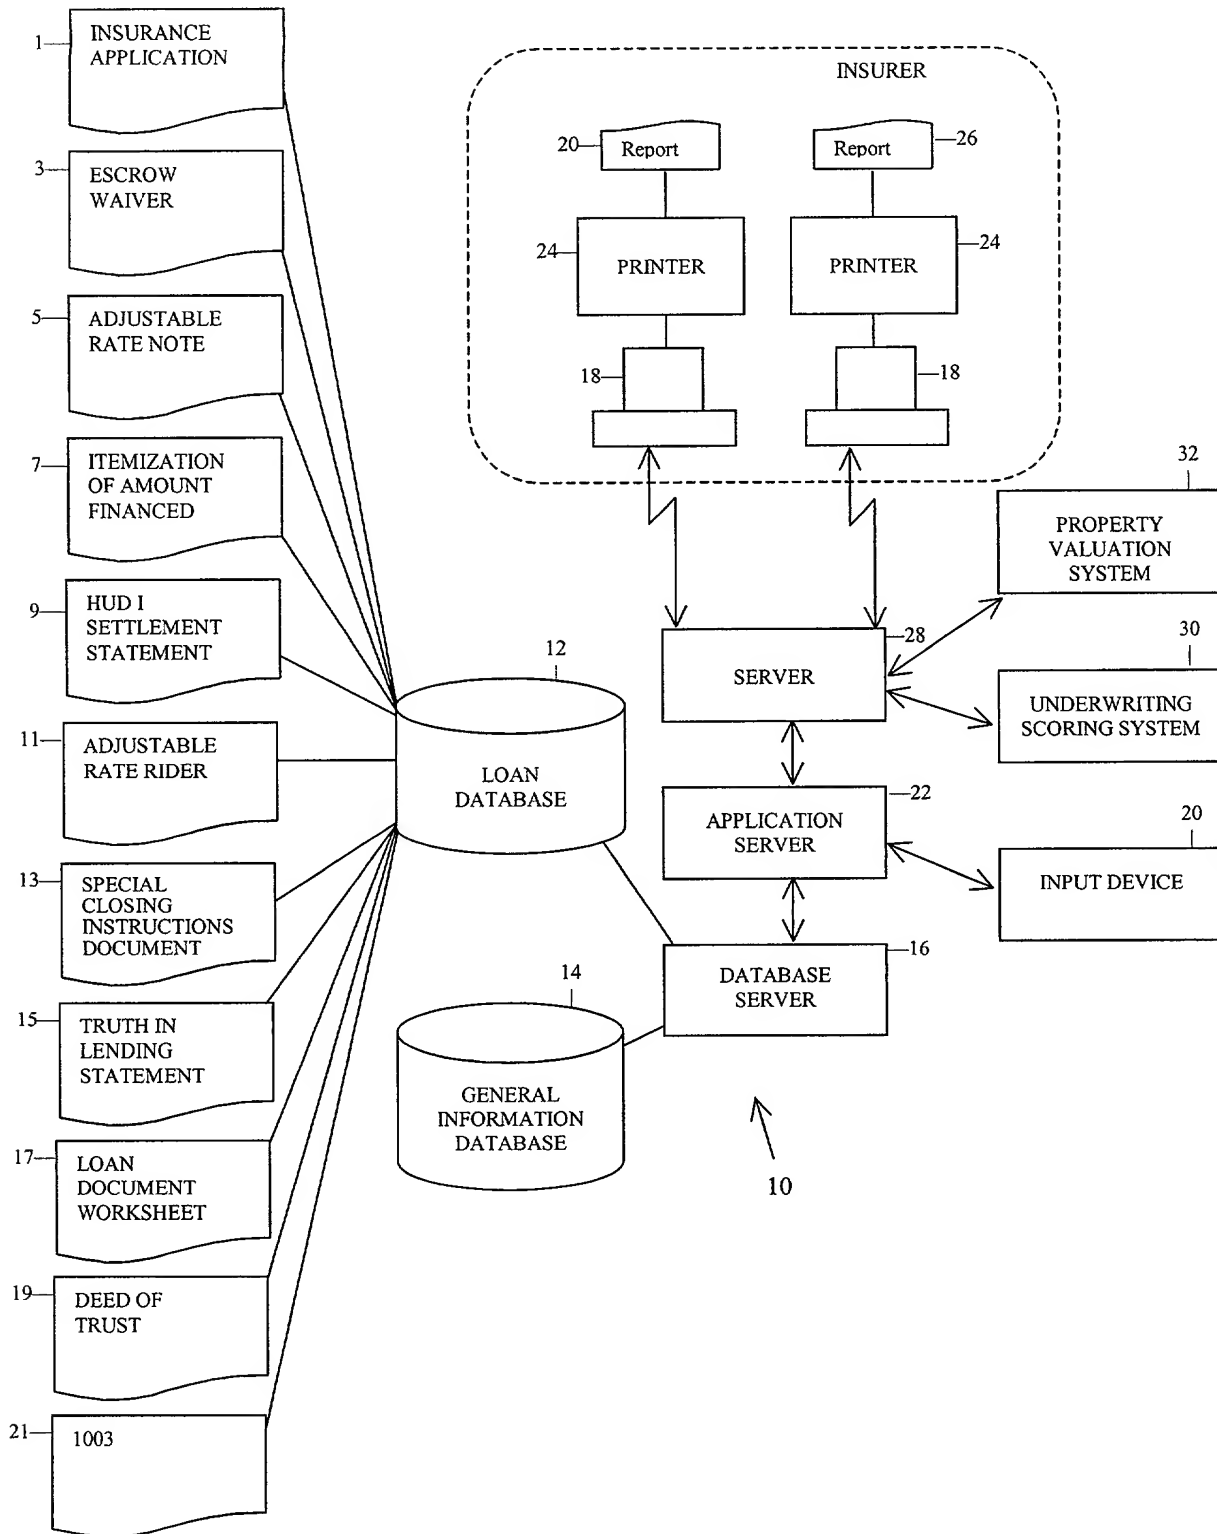 1
INSURANCE
APPLICATION
3
ESCROW
WAIVER
5
ADJUSTABLE
RATE NOTE
7
ITEMIZATION
OF AMOUNT
FINANCED
9
HUD I
SETTLEMENT
STATEMENT
11
ADJUSTABLE
RATE RIDER
13
SPECIAL
CLOSING
INSTRUCTIONS
DOCUMENT
15
TRUTH IN
LENDING
STATEMENT
17
LOAN
DOCUMENT
WORKSHEET
19
DEED OF
TRUST
21
1003
12
LOAN
DATABASE
14
GENERAL
INFORMATION
DATABASE
INSURER
20
Report
Report
26
24
PRINTER
PRINTER
24
18
18
28
SERVER
22
APPLICATION
SERVER
16
DATABASE
SERVER
32
PROPERTY
VALUATION
SYSTEM
30
UNDERWRITING
SCORING SYSTEM
20
INPUT DEVICE
10